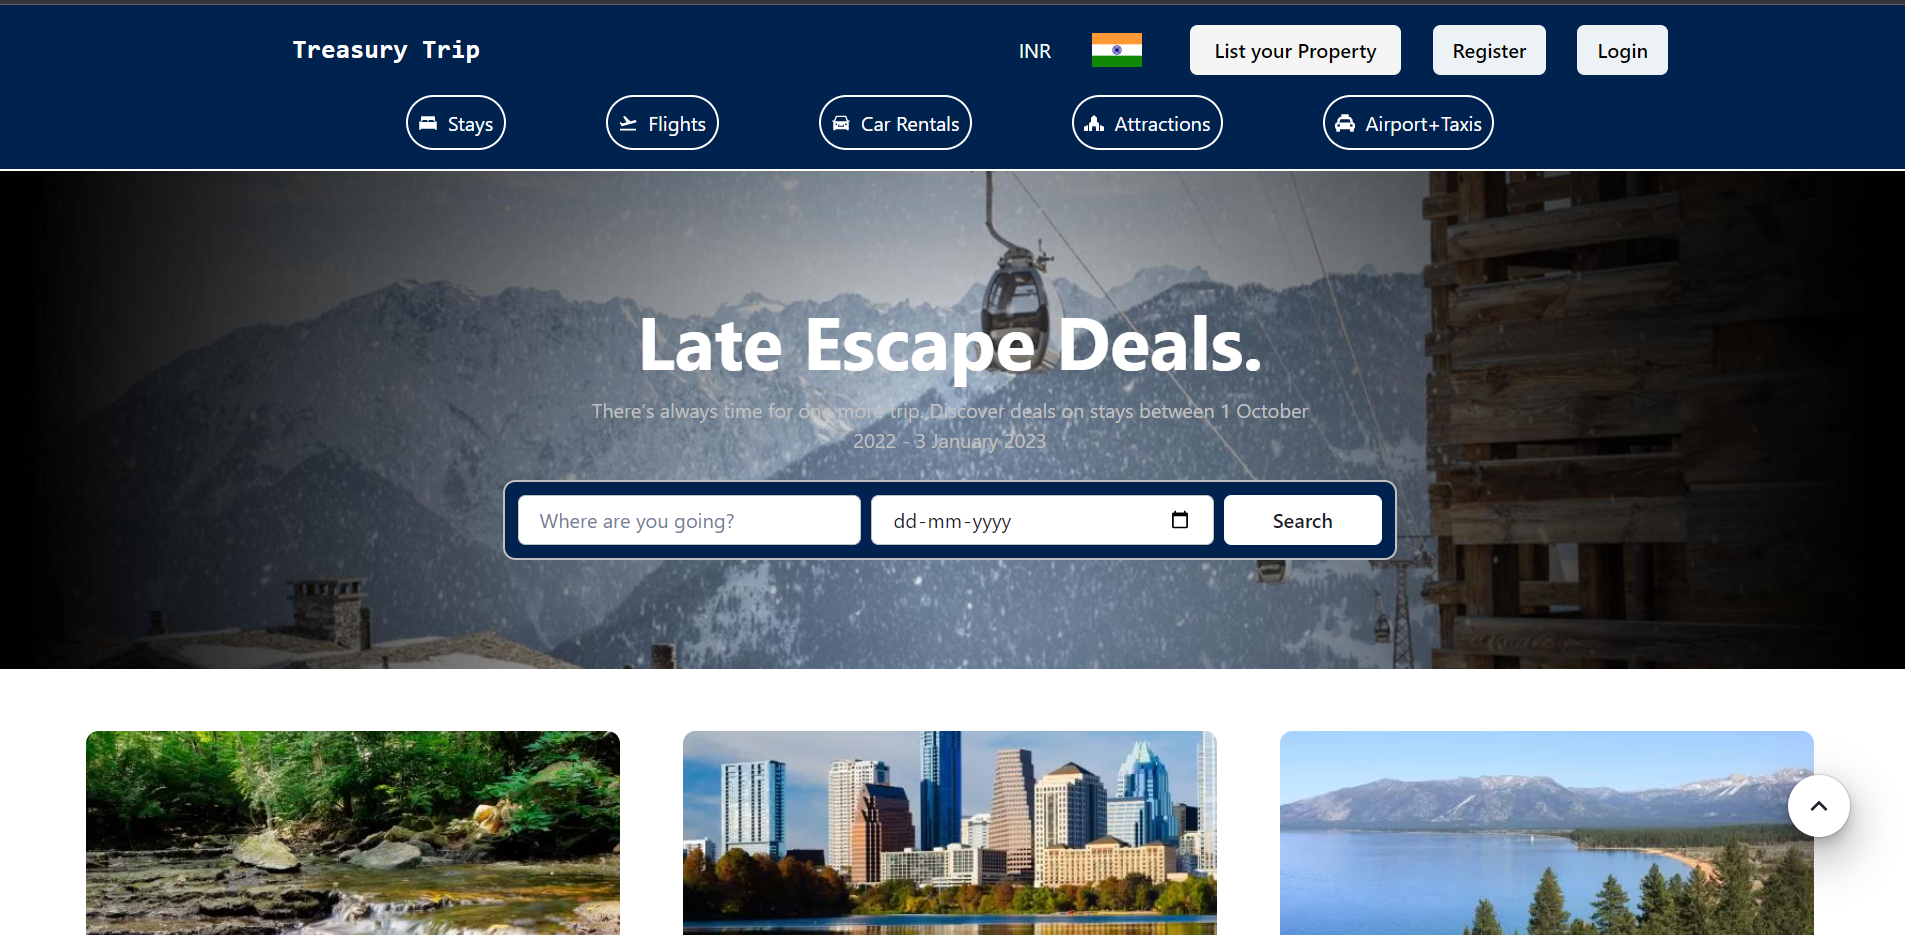 Treasury Trip
INR
List your Property
Register
Login
Stays
Flights
Car Rentals
Attractions
Airport+Taxis
Late Escape Deals.
There’s always time for one more trip. Discover deals on stays between 1 October
2022 - 3 January 2023
Where are you going?
dd-mm-yyyy
Search